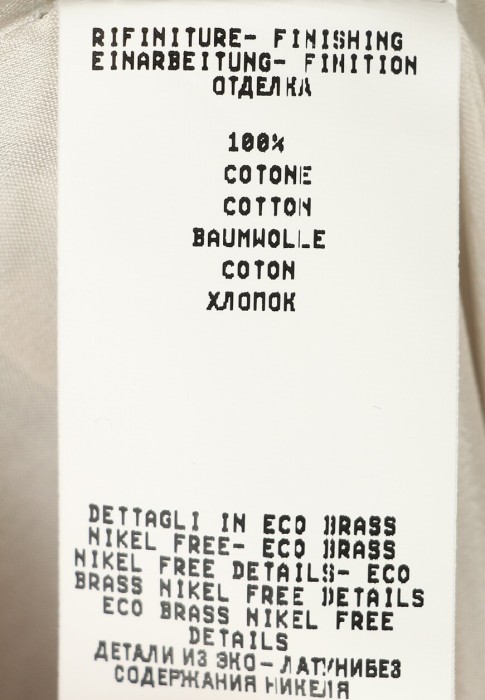 RIFINITURE- FINISHING
EINARBEITUNG- FINITION
ОТДЕЛКА
100%
COTONE
COTTON
BAUMWOLLE
COTON
ХЛОПОК
DETTAGLI IN ECO BRASS
NIKEL FREE- ECO BRASS
NIKEL FREE DETAILS- ECO
BRASS NIKEL FREE DETAILS
ECO BRASS NIKEL FREE
DETAILS
ДЕТАЛИ ИЗ ЭКО-ЛАТУНИБЕЗ
СОДЕРЖАНИЯ НИКЕЛЯ